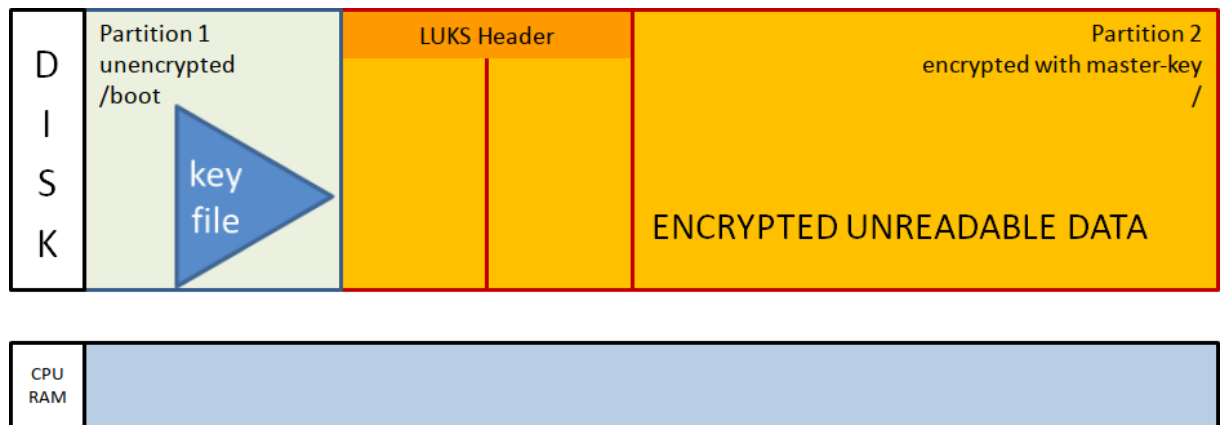 DISK
Partition 1
unencrypted
/boot
key
file
LUKS Header
Partition 2
encrypted with master-key
/
ENCRYPTED UNREADABLE DATA
CPU
RAM